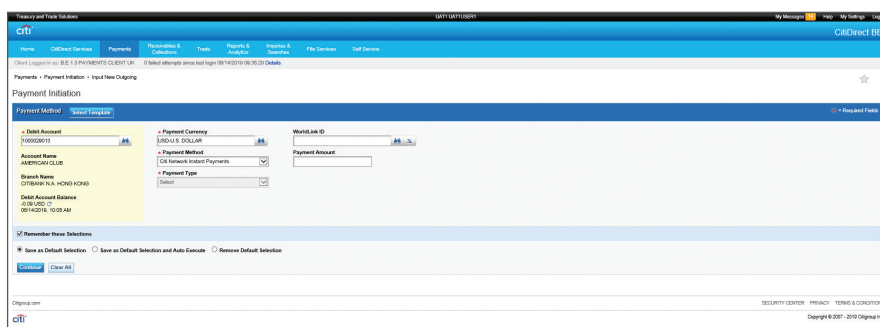 Treasury and Trade Solutions UAT1 UAT1USER1 My Messages Help My Settings Log
citi CitiDirect BE
Home CitiDirect Services Payments Receivables & Collections Trade Reports & Analytics Inquiries & Searches File Services Self Service
Client Logged in as: B.E 1.3 PAYMENTS CLIENT UK 0 failed attempts since last login 06/14/2019 09:35:29 Details
Payments › Payment Initiation › Input New Outgoing
Payment Initiation
Payment Method Select Template = Required Fields
Debit Account Payment Currency WorldLink ID
1000026013 USD-U.S. DOLLAR
Payment Method Payment Amount
Account Name Citi Network Instant Payments
AMERICAN CLUB
Payment Type
Branch Name Select
CITIBANK N.A. HONG KONG
Debit Account Balance
-0.09 USD
06/14/2019, 10:05 AM
Remember these Selections
Save as Default Selection Save as Default Selection and Auto Execute Remove Default Selection
Continue Clear All
Citigroup.com SECURITY CENTER PRIVACY TERMS & CONDITION
citi Copyright © 2007 - 2019 Citigroup In